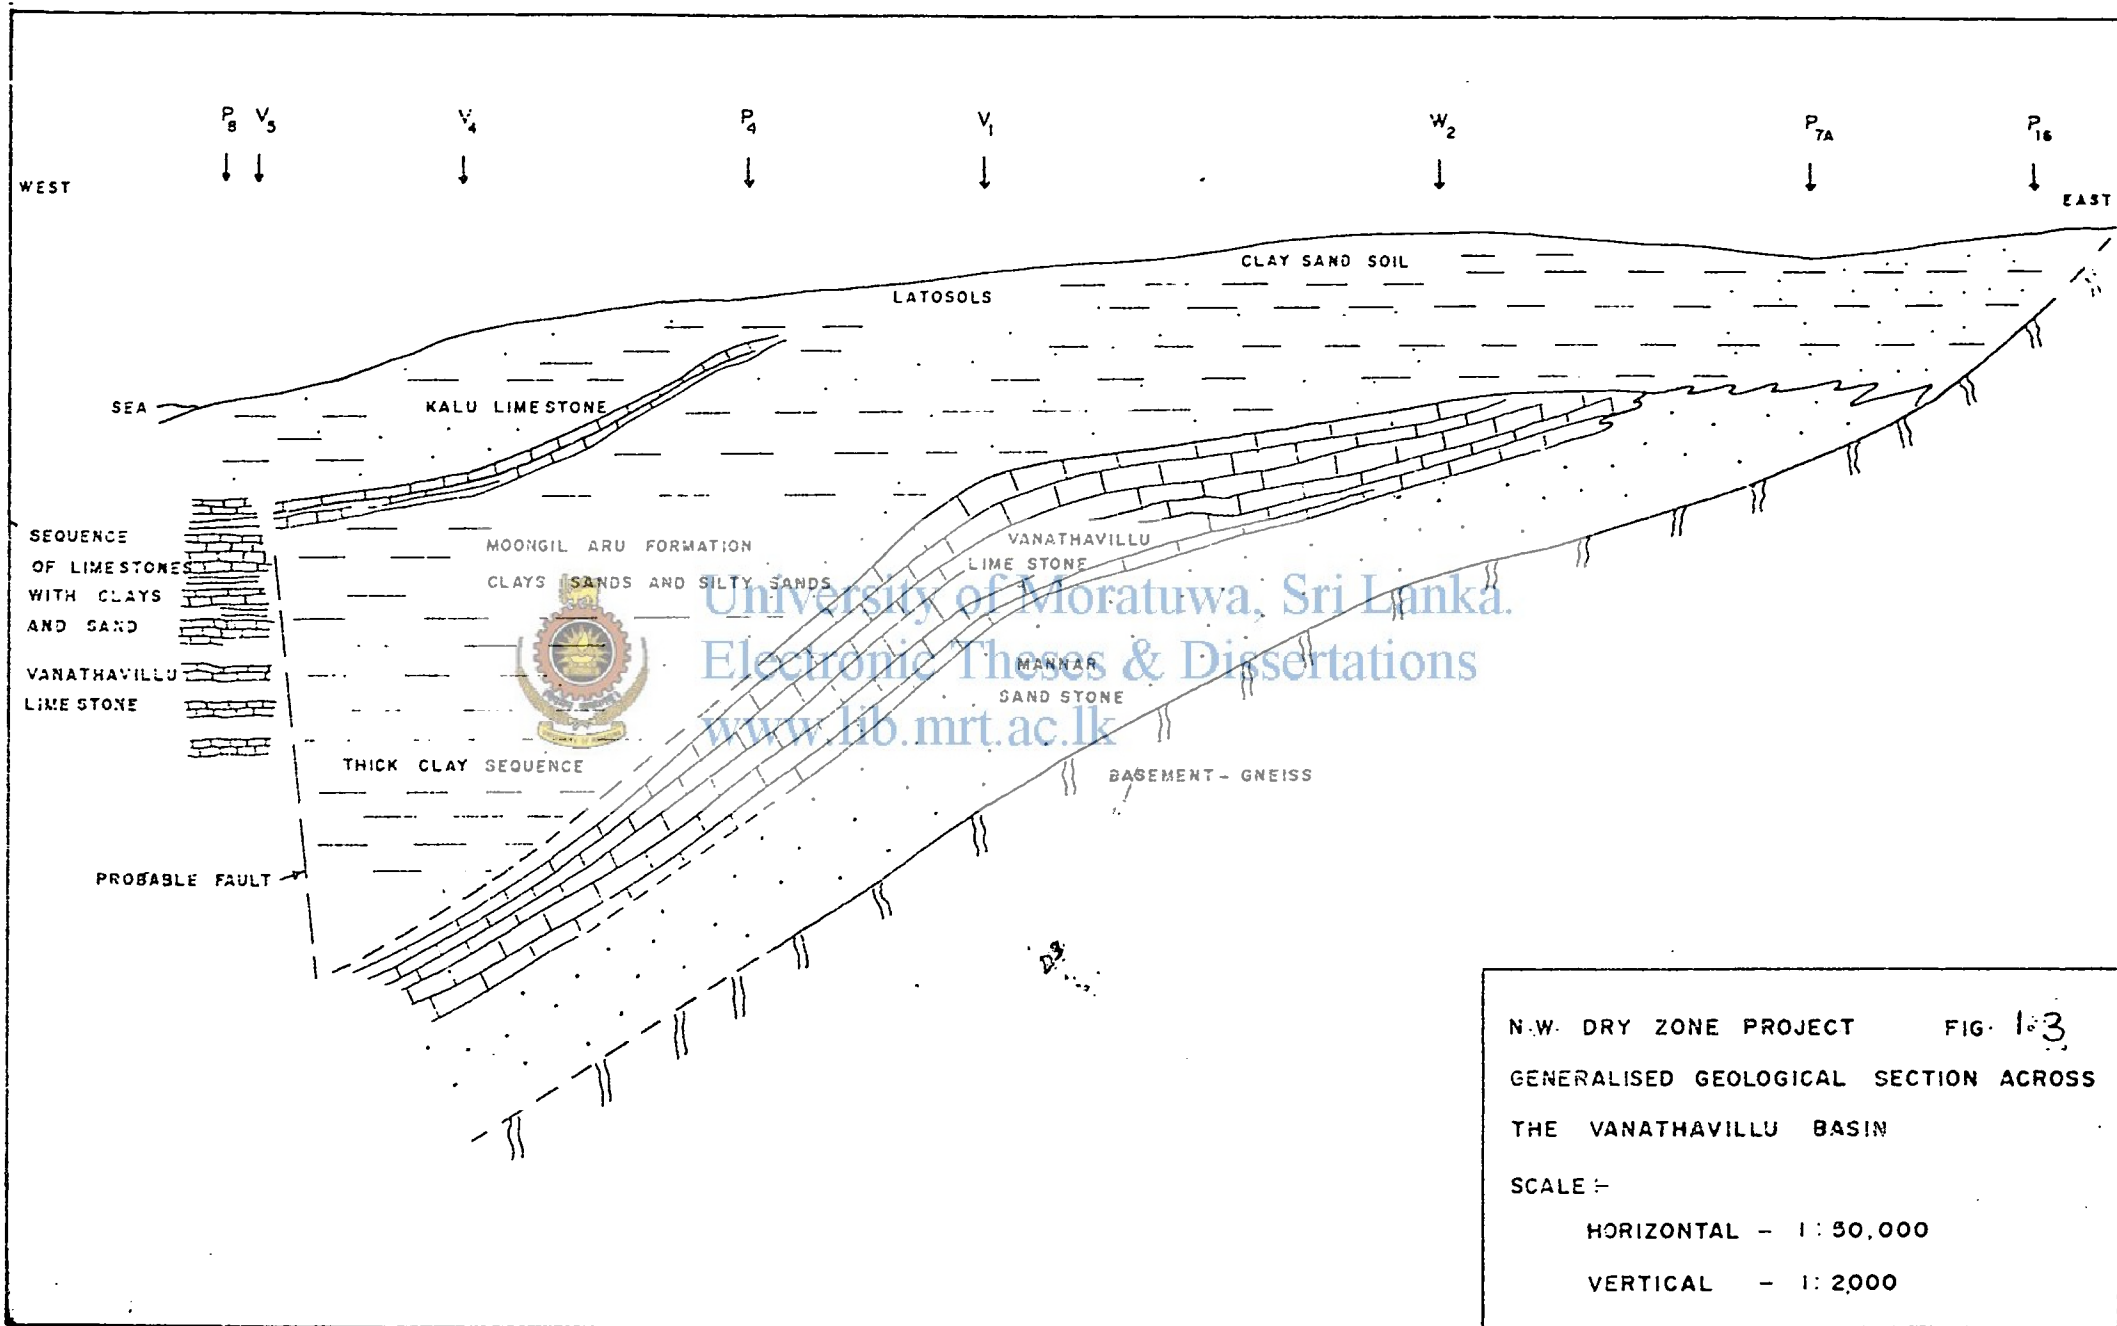 P8 V5 V4 P4 V1 W2 P7A P16
WEST
EAST
CLAY SAND SOIL
LATOSOLS
SEA
KALU LIMESTONE
SEQUENCE
OF LIMESTONES
WITH CLAYS
AND SAND
VANATHAVILLU
LIME STONE
MOONGIL ARU FORMATION
CLAYS SANDS AND SILTY SANDS
VANATHAVILLU
LIME STONE
University of Moratuwa, Sri Lanka.
Electronic Theses & Dissertations
www.lib.mrt.ac.lk
MANNAR
SAND STONE
THICK CLAY SEQUENCE
BASEMENT - GNEISS
PROBABLE FAULT
N.W. DRY ZONE PROJECT FIG. 1.3
GENERALISED GEOLOGICAL SECTION ACROSS
THE VANATHAVILLU BASIN
SCALE :-
HORIZONTAL - 1 : 50,000
VERTICAL - 1 : 2000